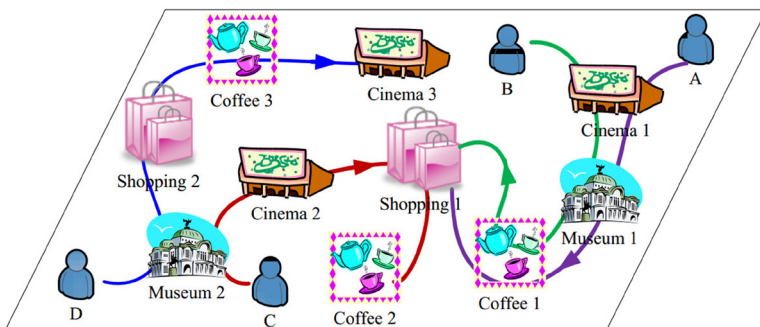 Coffee 3
Cinema 3
B
A
Cinema 1
Shopping 2
Cinema 2
Shopping 1
Museum 1
Museum 2
D
C
Coffee 2
Coffee 1